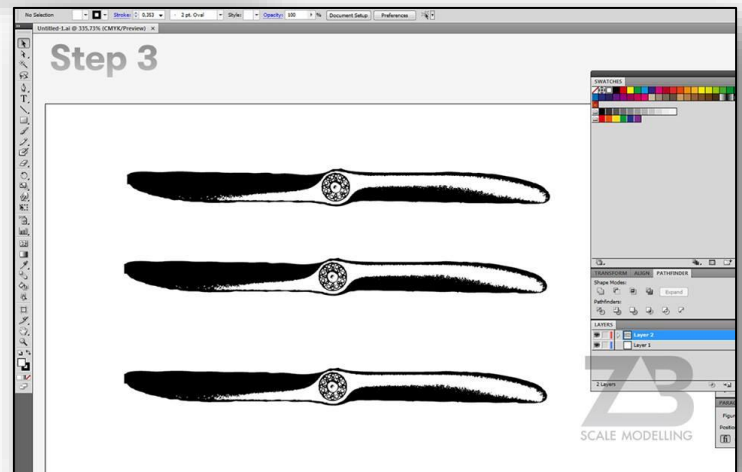 No Selection Stroke: 0.353 2 pt. Oval Style: Opacity: 100 % Document Setup Preferences
Untitled-1.ai @ 335,73% (CMYK/Preview) ×
Step 3
SWATCHES
TRANSFORM ALIGN PATHFINDER
Shape Modes:
Expand
Pathfinders:
LAYERS
Layer 2
Layer 1
2 Layers
ZB
SCALE MODELLING